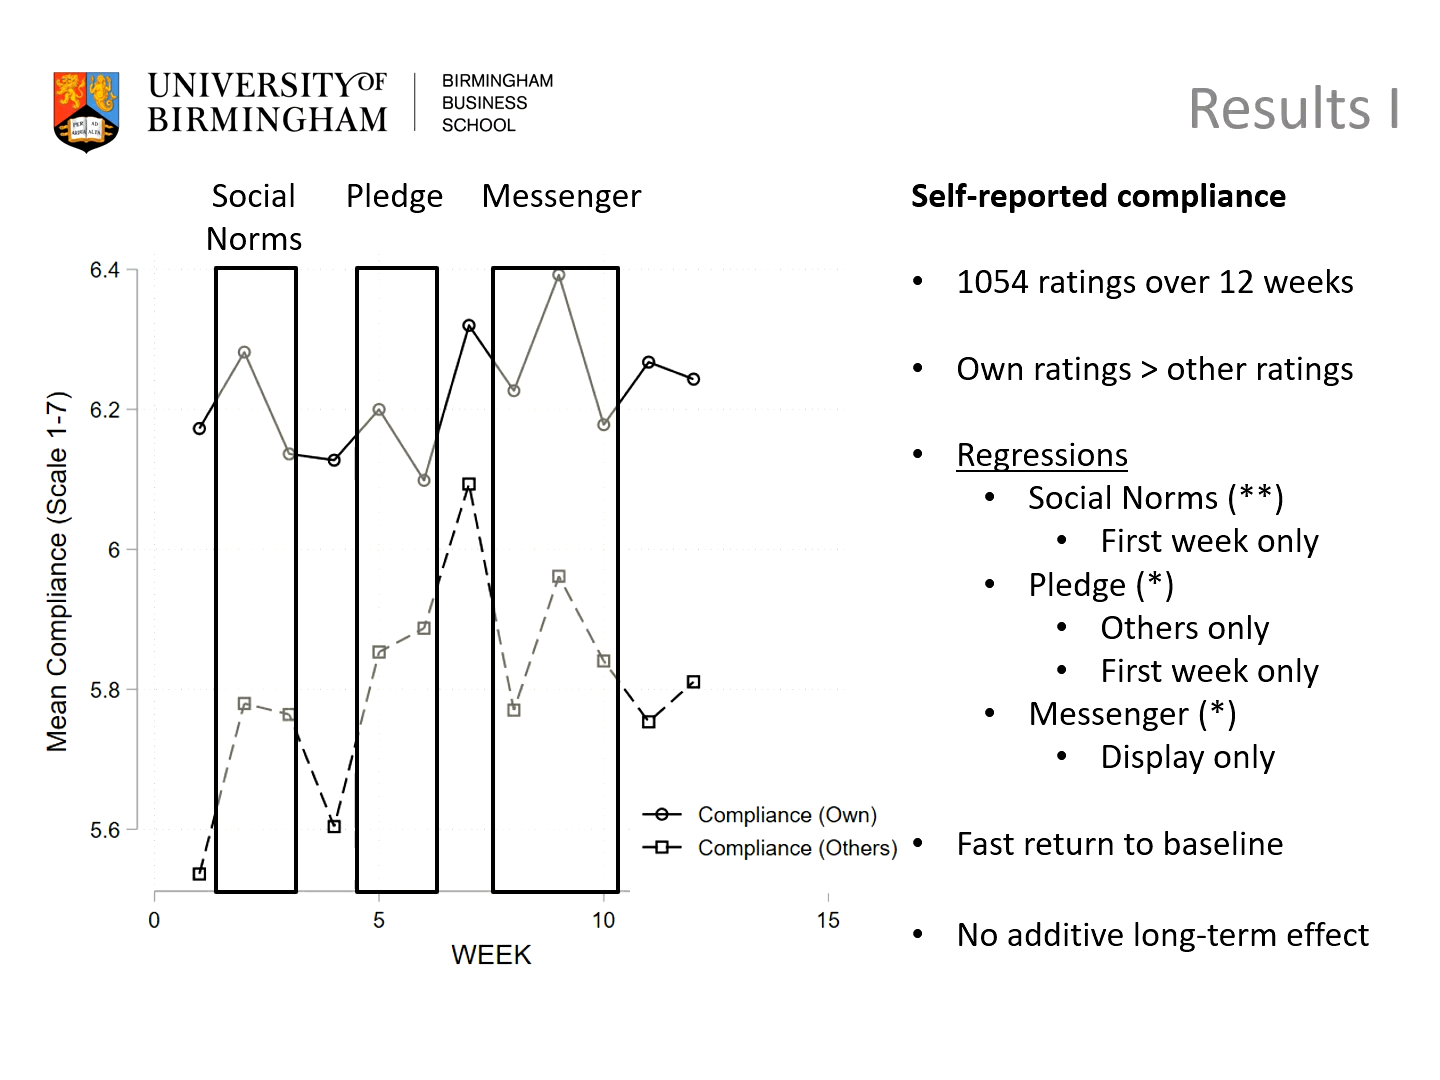 UNIVERSITY OF
BIRMINGHAM
BIRMINGHAM
BUSINESS
SCHOOL
Results I
Social
Norms
Pledge
Messenger
6.4
6.2
6
5.8
5.6
Mean Compliance (Scale 1-7)
0
5
10
15
WEEK
Compliance (Own)
Compliance (Others)
Self-reported compliance
• 1054 ratings over 12 weeks
• Own ratings > other ratings
• Regressions
• Social Norms (**)
• First week only
• Pledge (*)
• Others only
• First week only
• Messenger (*)
• Display only
• Fast return to baseline
• No additive long-term effect